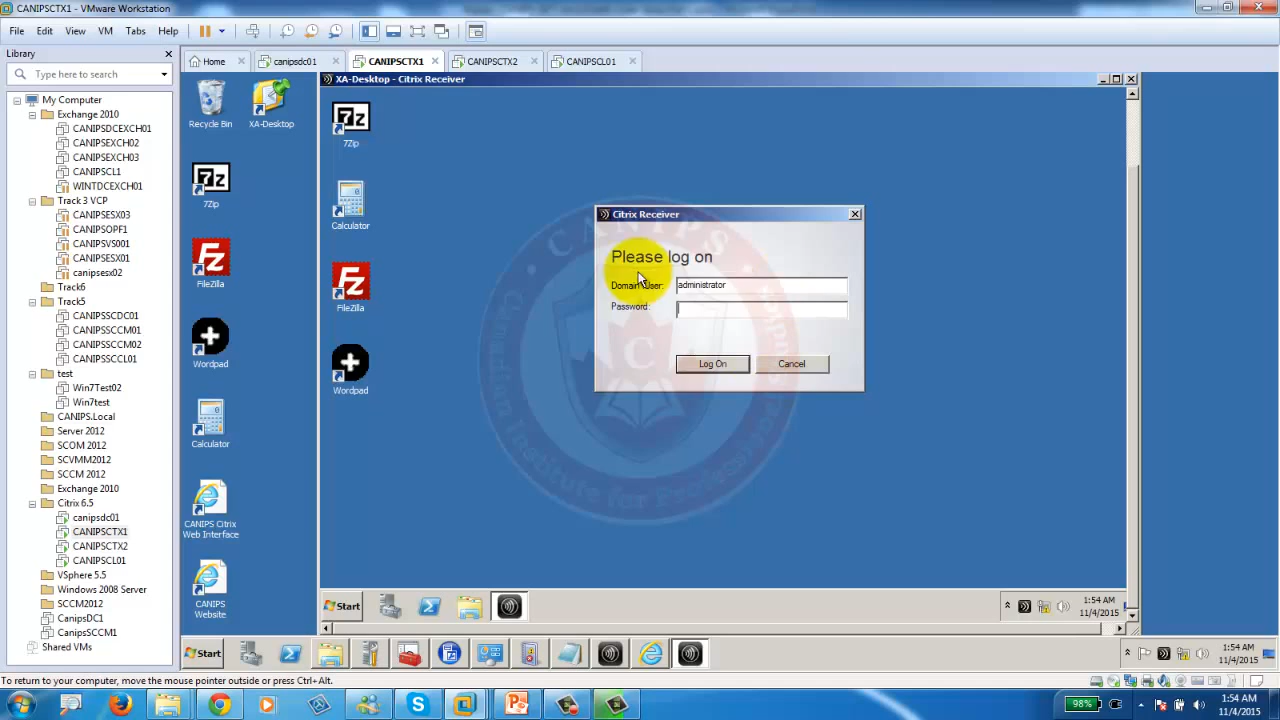 CANIPSCTX1 - VMware Workstation
File Edit View VM Tabs Help
Library
Type here to search
My Computer
Exchange 2010
CANIPSDCEXCH01
CANIPSEXCH02
CANIPSEXCH03
CANIPSCL1
WINTDCEXCH01
Track 3 VCP
CANIPSESX03
CANIPSOPF1
CANIPSVS001
CANIPSESX01
canipsesx02
Track6
Track5
CANIPSSCDC01
CANIPSSCCM01
CANIPSSCCM02
CANIPSSCCL01
test
Win7Test02
Win7test
CANIPS.Local
Server 2012
SCOM 2012
SCVMM2012
SCCM 2012
Exchange 2010
Citrix 6.5
canipsdc01
CANIPSCTX1
CANIPSCTX2
CANIPSCL01
VSphere 5.5
Windows 2008 Server
SCCM2012
CanipsDC1
CanipsSCCM1
Shared VMs
Home canipsdc01 CANIPSCTX1 CANIPSCTX2 CANIPSCL01
XA-Desktop - Citrix Receiver
Recycle Bin XA-Desktop
7Zip
FileZilla
Wordpad
Calculator
CANIPS Citrix
Web Interface
CANIPS
Website
7Zip
Calculator
FileZilla
Wordpad
Citrix Receiver
Please log on
Domain\User: administrator
Password:
Log On Cancel
CANIPS
Canadian Institute for Professional
Start 1:54 AM
11/4/2015
Start 1:54 AM
11/4/2015
To return to your computer, move the mouse pointer outside or press Ctrl+Alt.
98% 1:54 AM
11/4/2015